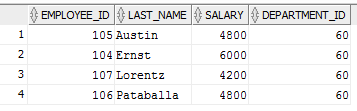 EMPLOYEE_ID LAST_NAME SALARY DEPARTMENT_ID
1 105 Austin 4800 60
2 104 Ernst 6000 60
3 107 Lorentz 4200 60
4 106 Pataballa 4800 60